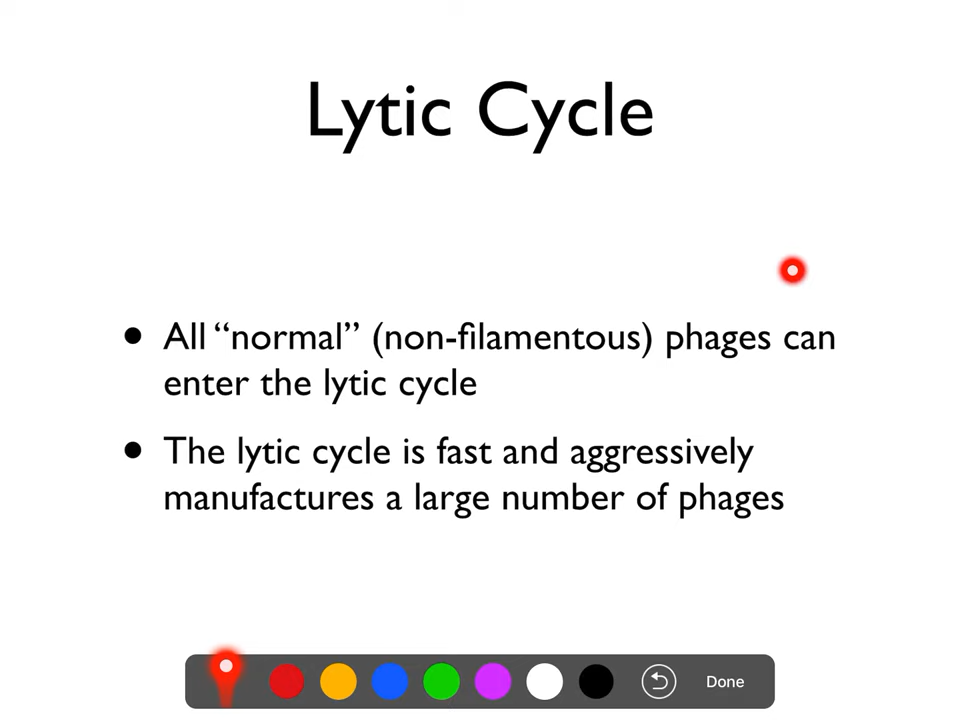 Lytic Cycle
• All “normal” (non-filamentous) phages can
enter the lytic cycle
• The lytic cycle is fast and aggressively
manufactures a large number of phages
Done